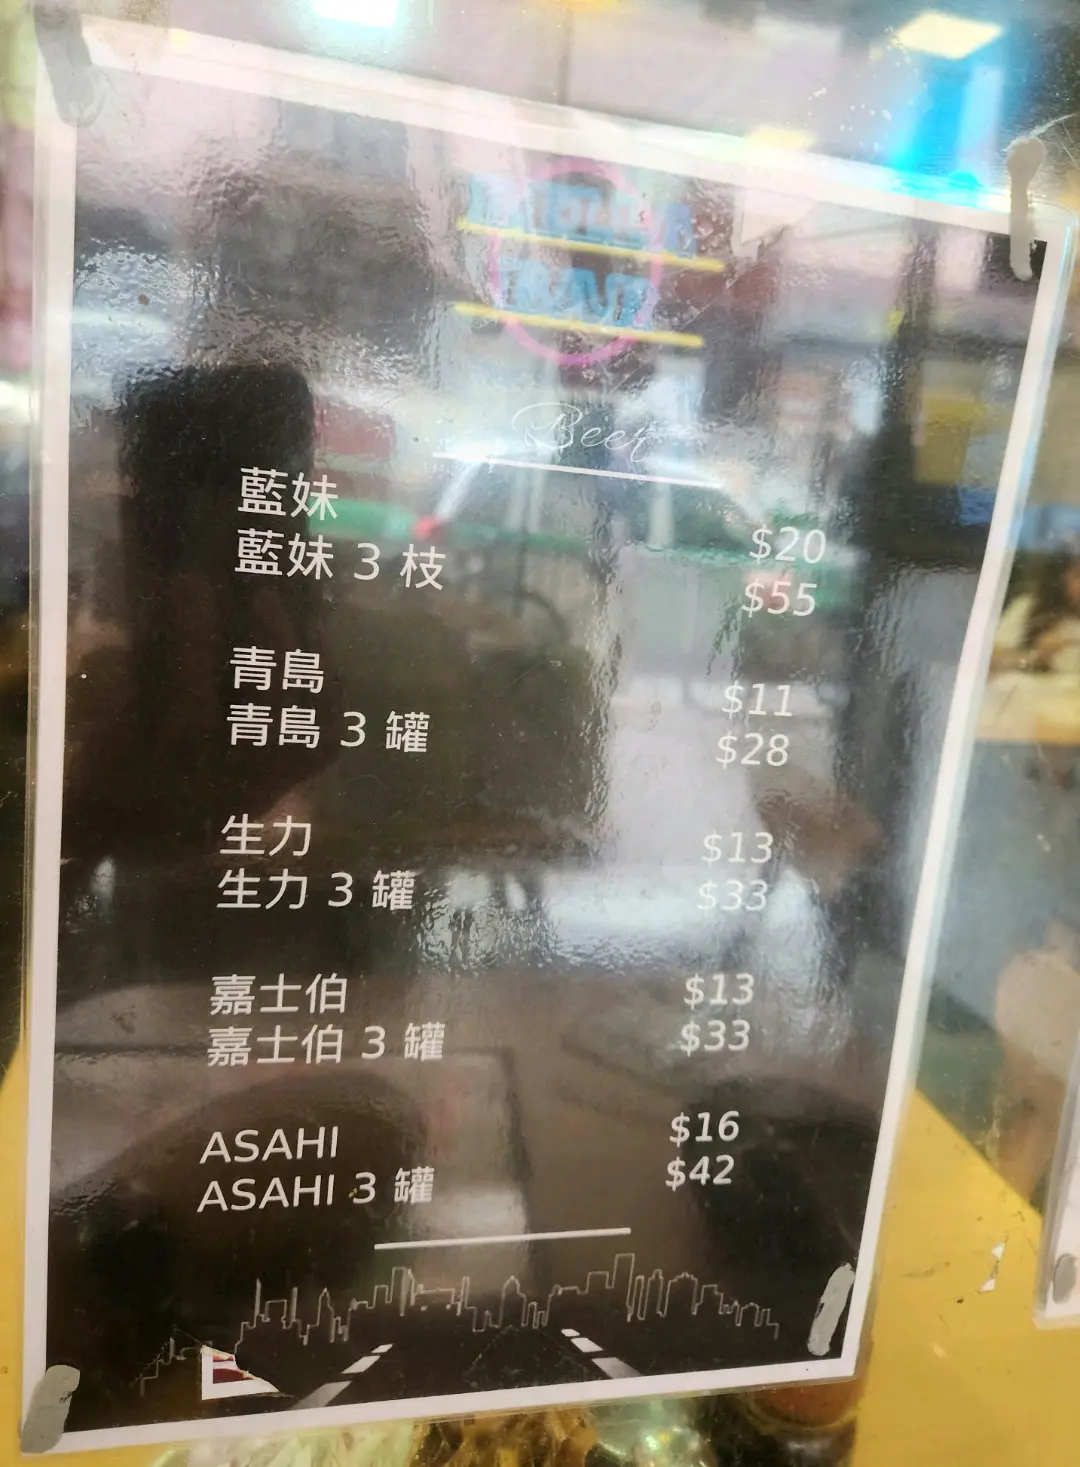 Beer
藍妹 $20
藍妹 3 枝 $55
青島 $11
青島 3 罐 $28
生力 $13
生力 3 罐 $33
嘉士伯 $13
嘉士伯 3 罐 $33
ASAHI $16
ASAHI 3 罐 $42